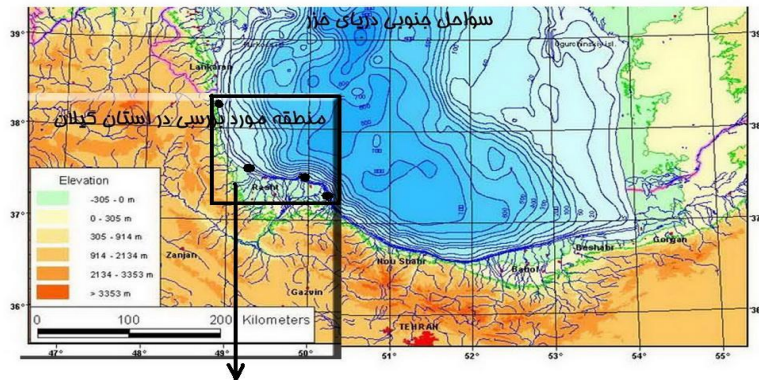 سواحل جنوبی دریای خزر
39°
Ogurchinskiy isl.
Lankaran
38°
منطقه مورد بررسی در استان گیلان
Elevation
-305 - 0 m
0 - 305 m
305 - 914 m
914 - 2134 m
2134 - 3353 m
> 3353 m
Rasht
37°
Zanjan
Nou Shahr
Babol
Beshahr
Gorgan
36°
Gazvin
0 100 200 Kilometers
TEHRAN
47° 48° 49° 50° 51° 52° 53° 54° 55°